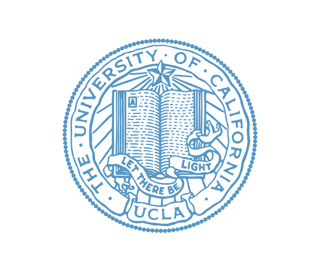 · THE · UNIVERSITY · OF · CALIFORNIA ·
A
LET THERE BE
LIGHT
UCLA